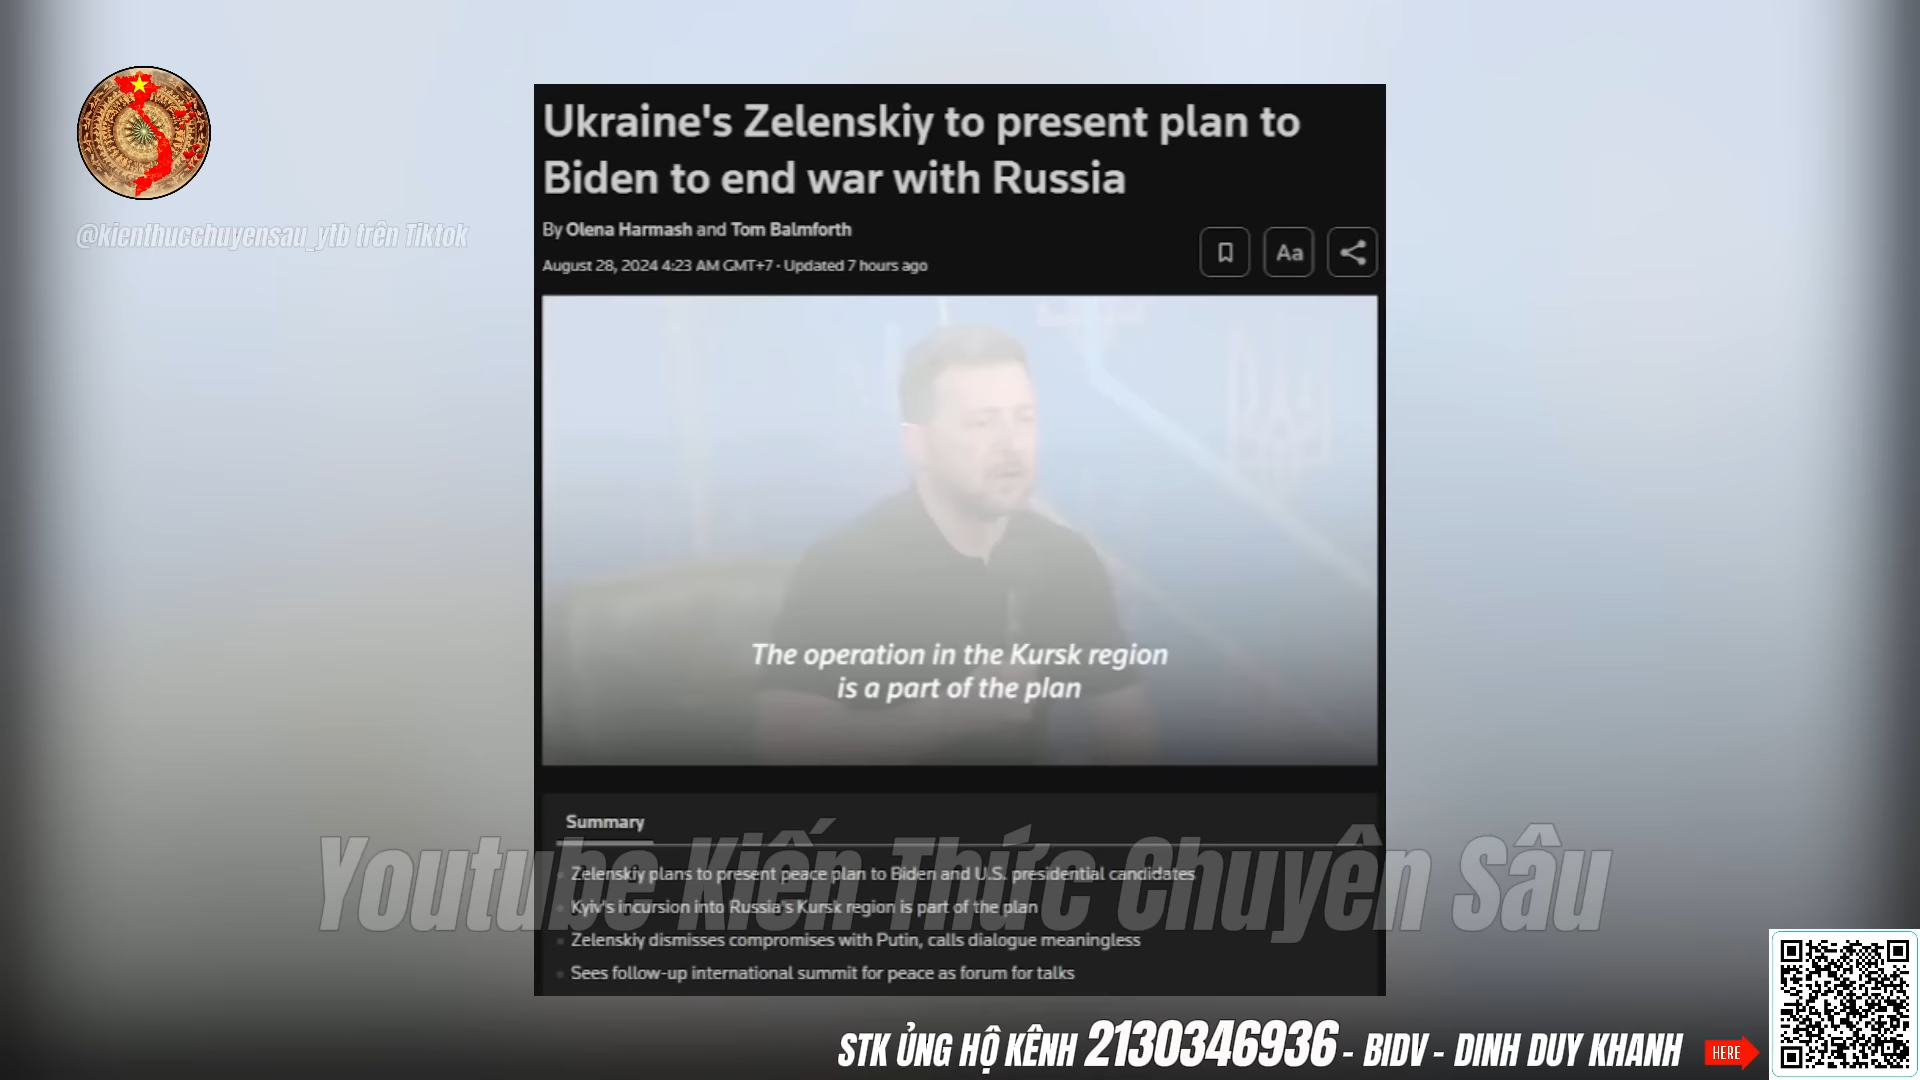 Ukraine's Zelenskiy to present plan to
Biden to end war with Russia
By Olena Harmash and Tom Balmforth
August 28, 2024 4:23 AM GMT+7 · Updated 7 hours ago
Aa
@kienthucchuyensau_ytb trên Tiktok
The operation in the Kursk region
is a part of the plan
Summary
Youtube Kiến Thức Chuyên Sâu
Zelenskiy plans to present peace plan to Biden and U.S. presidential candidates
Kyiv's incursion into Russia's Kursk region is part of the plan
Zelenskiy dismisses compromises with Putin, calls dialogue meaningless
Sees follow-up international summit for peace as forum for talks
STK ỦNG HỘ KÊNH 2130346936 - BIDV - DINH DUY KHANH
HERE